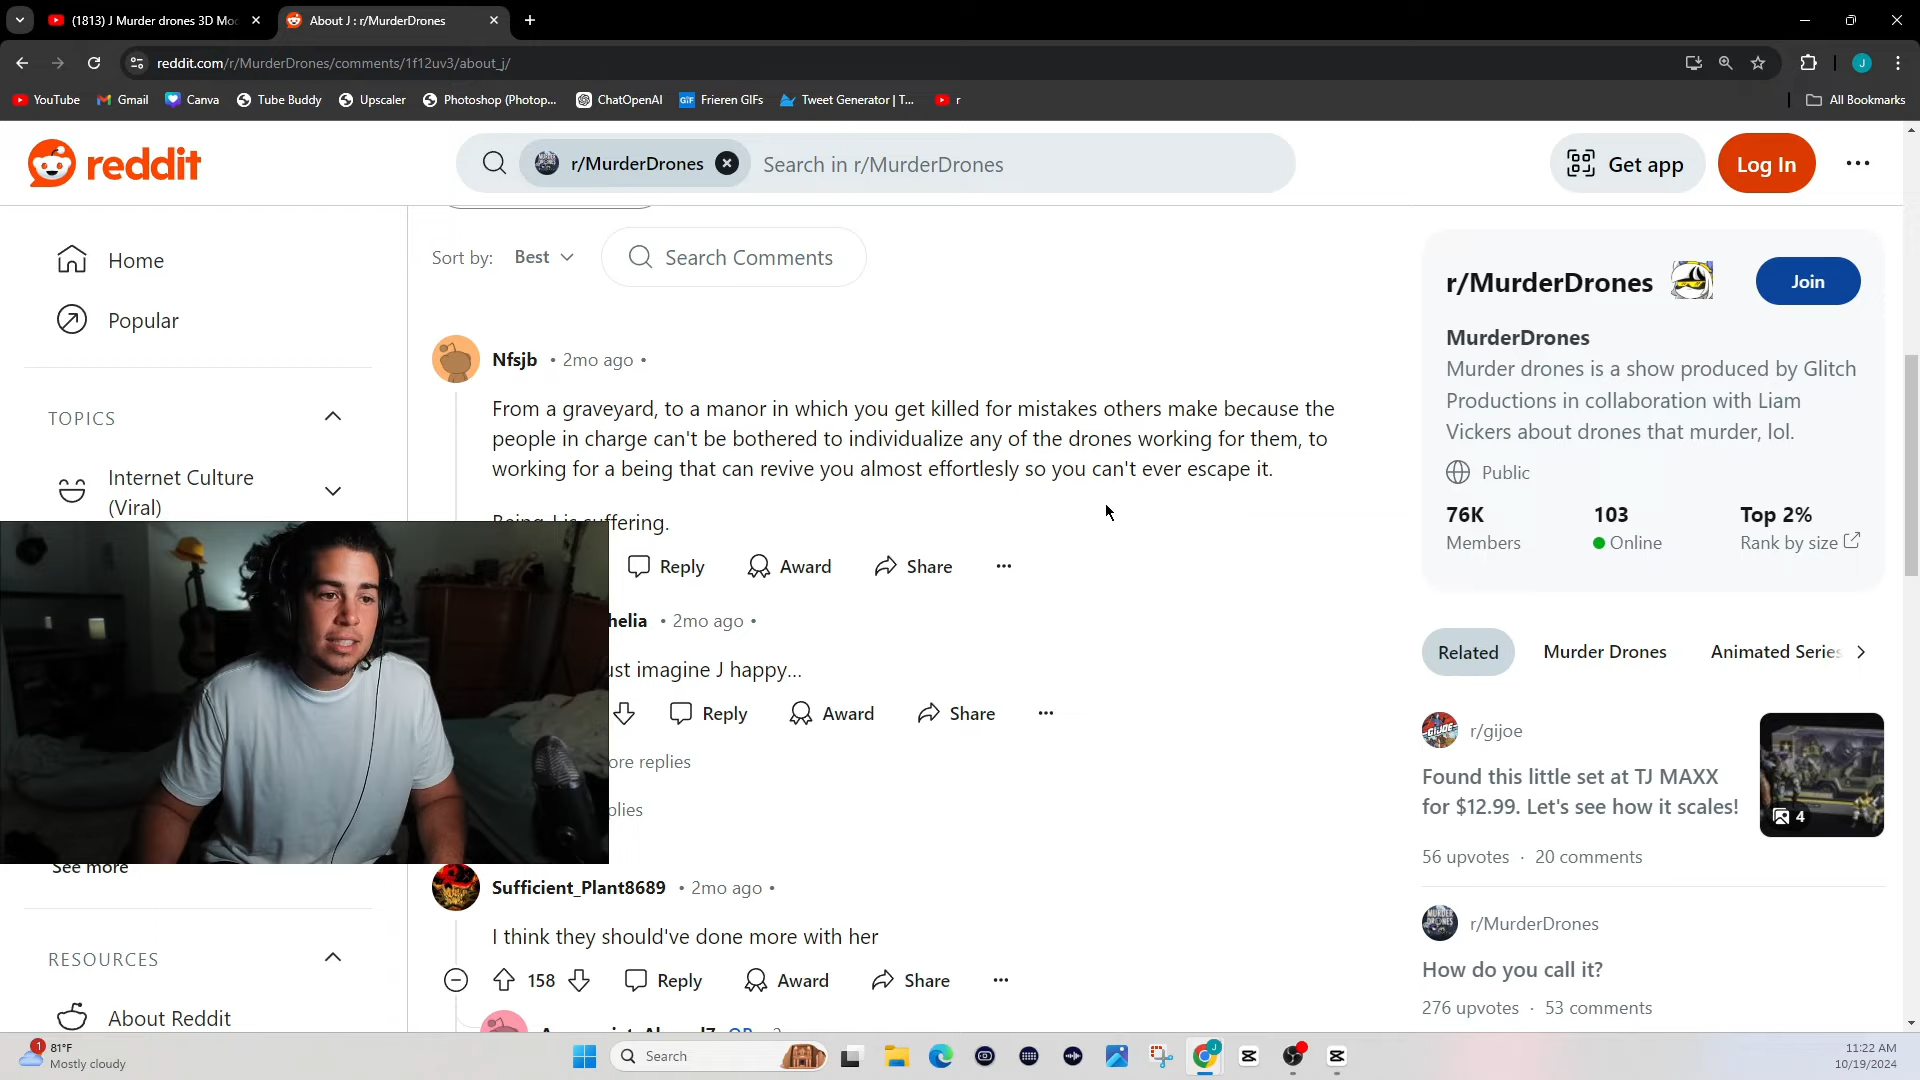 (1813) J Murder drones 3D Mod
About J : r/MurderDrones
reddit.com/r/MurderDrones/comments/1f12uv3/about_j/
J
YouTube
Gmail
Canva
Tube Buddy
Upscaler
Photoshop (Photop...
ChatOpenAI
GIF
Frieren GIFs
Tweet Generator | T...
r
All Bookmarks
reddit
r/MurderDrones
Search in r/MurderDrones
Get app
Log In
Home
Popular
TOPICS
Internet Culture
(Viral)
See more
RESOURCES
About Reddit
Sort by:
Best
Search Comments
Nfsjb • 2mo ago •
From a graveyard, to a manor in which you get killed for mistakes others make because the
people in charge can't be bothered to individualize any of the drones working for them, to
working for a being that can revive you almost effortlessly so you can't ever escape it.
Being J is suffering.
Reply
Award
Share
helia • 2mo ago •
ust imagine J happy...
Reply
Award
Share
ore replies
plies
Sufficient_Plant8689 • 2mo ago •
I think they should've done more with her
158
Reply
Award
Share
r/MurderDrones
Join
MurderDrones
Murder drones is a show produced by Glitch
Productions in collaboration with Liam
Vickers about drones that murder, lol.
Public
76K
103
Top 2%
Members
Online
Rank by size
Related
Murder Drones
Animated Series
r/gijoe
Found this little set at TJ MAXX
for $12.99. Let's see how it scales!
4
56 upvotes · 20 comments
r/MurderDrones
How do you call it?
276 upvotes · 53 comments
1
81°F
Mostly cloudy
Search
J
11:22 AM
10/19/2024